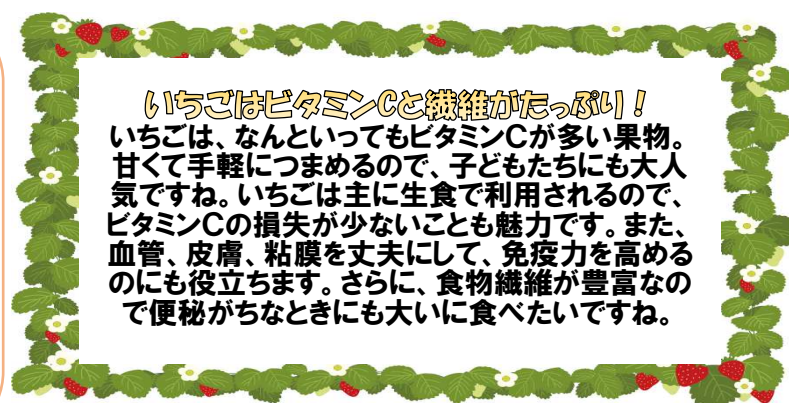 いちごはビタミンCと繊維がたっぷり！
いちごは、なんといってもビタミンＣが多い果物。
甘くて手軽につまめるので、子どもたちにも大人
気ですね。いちごは主に生食で利用されるので、
ビタミンＣの損失が少ないことも魅力です。また、
血管、皮膚、粘膜を丈夫にして、免疫力を高める
のにも役立ちます。さらに、食物繊維が豊富なの
で便秘がちなときにも大いに食べたいですね。